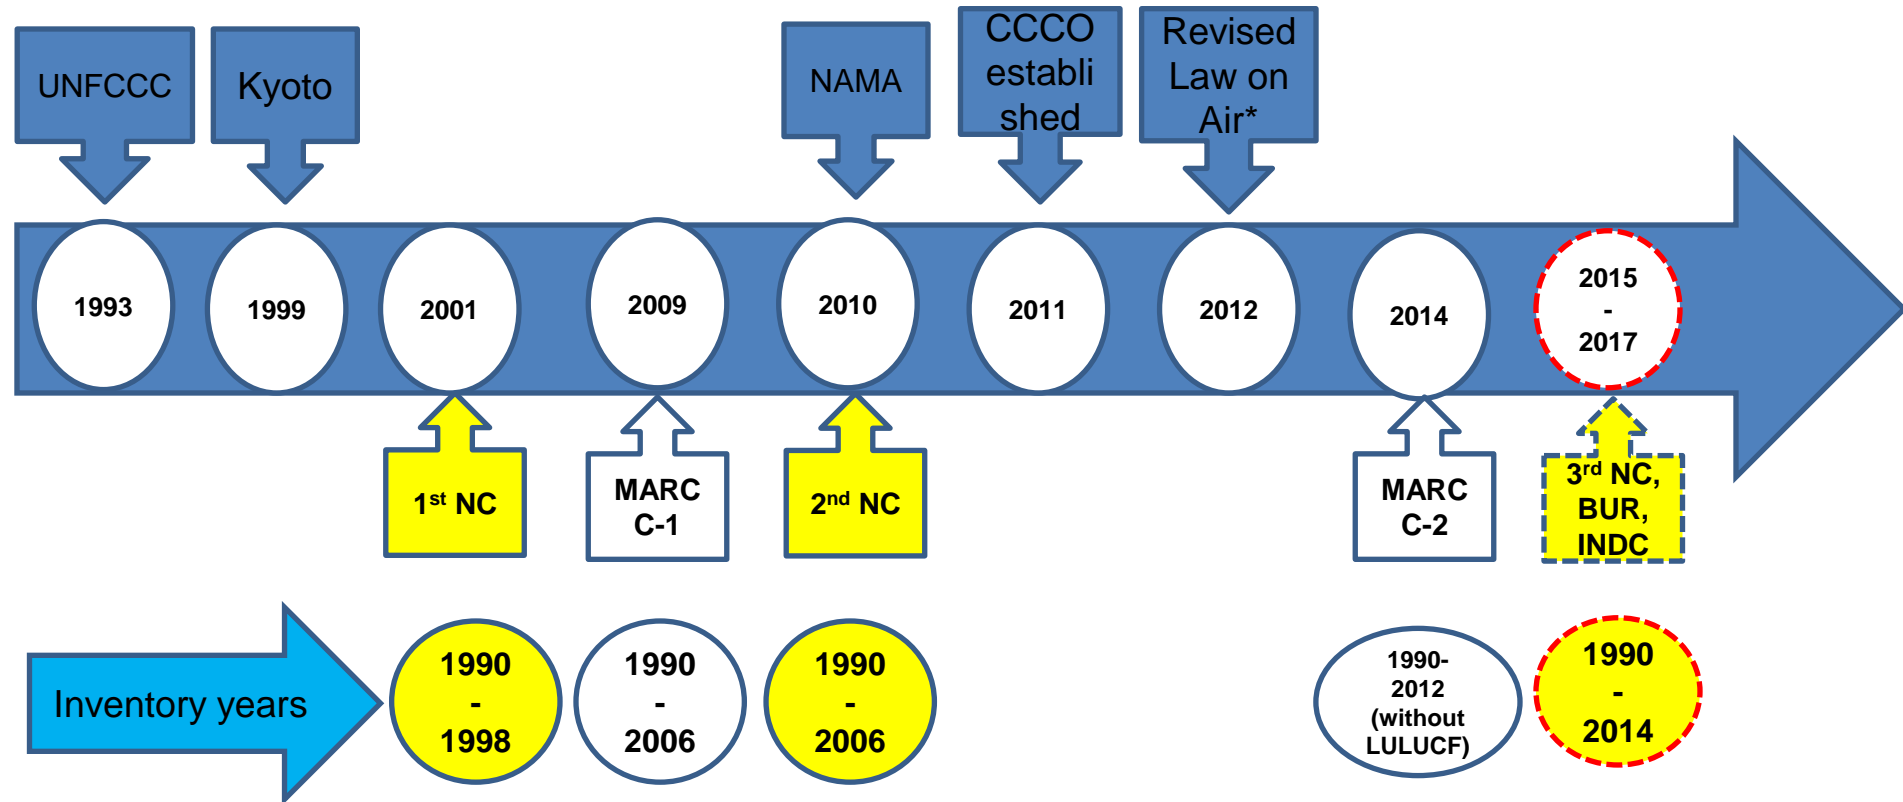 UNFCCC
Kyoto
NAMA
CCCO
establi
shed
Revised
Law on
Air*
1993
1999
2001
2009
2010
2011
2012
2014
2015
-
2017
1st NC
MARC
C-1
2nd NC
MARC
C-2
3rd NC,
BUR,
INDC
Inventory years
1990
-
1998
1990
-
2006
1990
-
2006
1990-
2012
(without
LULUCF)
1990
-
2014